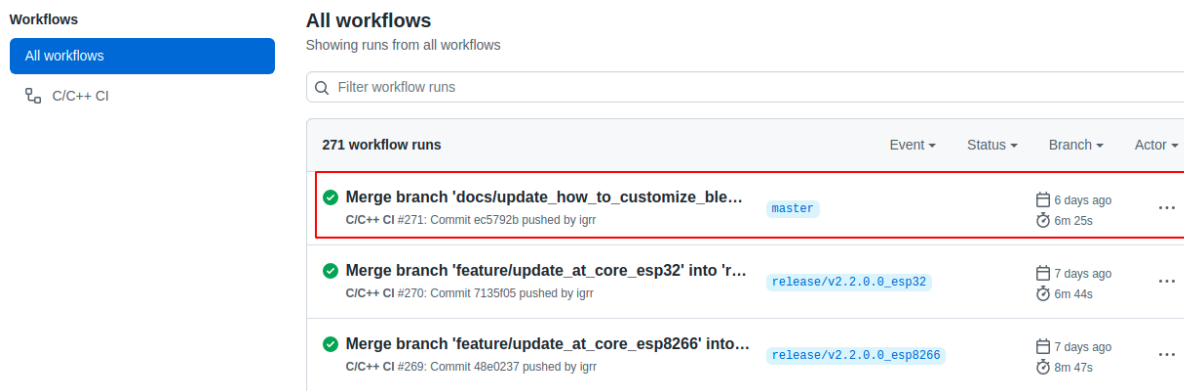 Workflows
All workflows
C/C++ CI
All workflows
Showing runs from all workflows
Filter workflow runs
271 workflow runs Event Status Branch Actor
Merge branch 'docs/update_how_to_customize_ble… master 6 days ago
C/C++ CI #271: Commit ec5792b pushed by igrr 6m 25s
Merge branch 'feature/update_at_core_esp32' into 'r… release/v2.2.0.0_esp32 7 days ago
C/C++ CI #270: Commit 7135f05 pushed by igrr 6m 44s
Merge branch 'feature/update_at_core_esp8266' into… release/v2.2.0.0_esp8266 7 days ago
C/C++ CI #269: Commit 48e0237 pushed by igrr 8m 47s